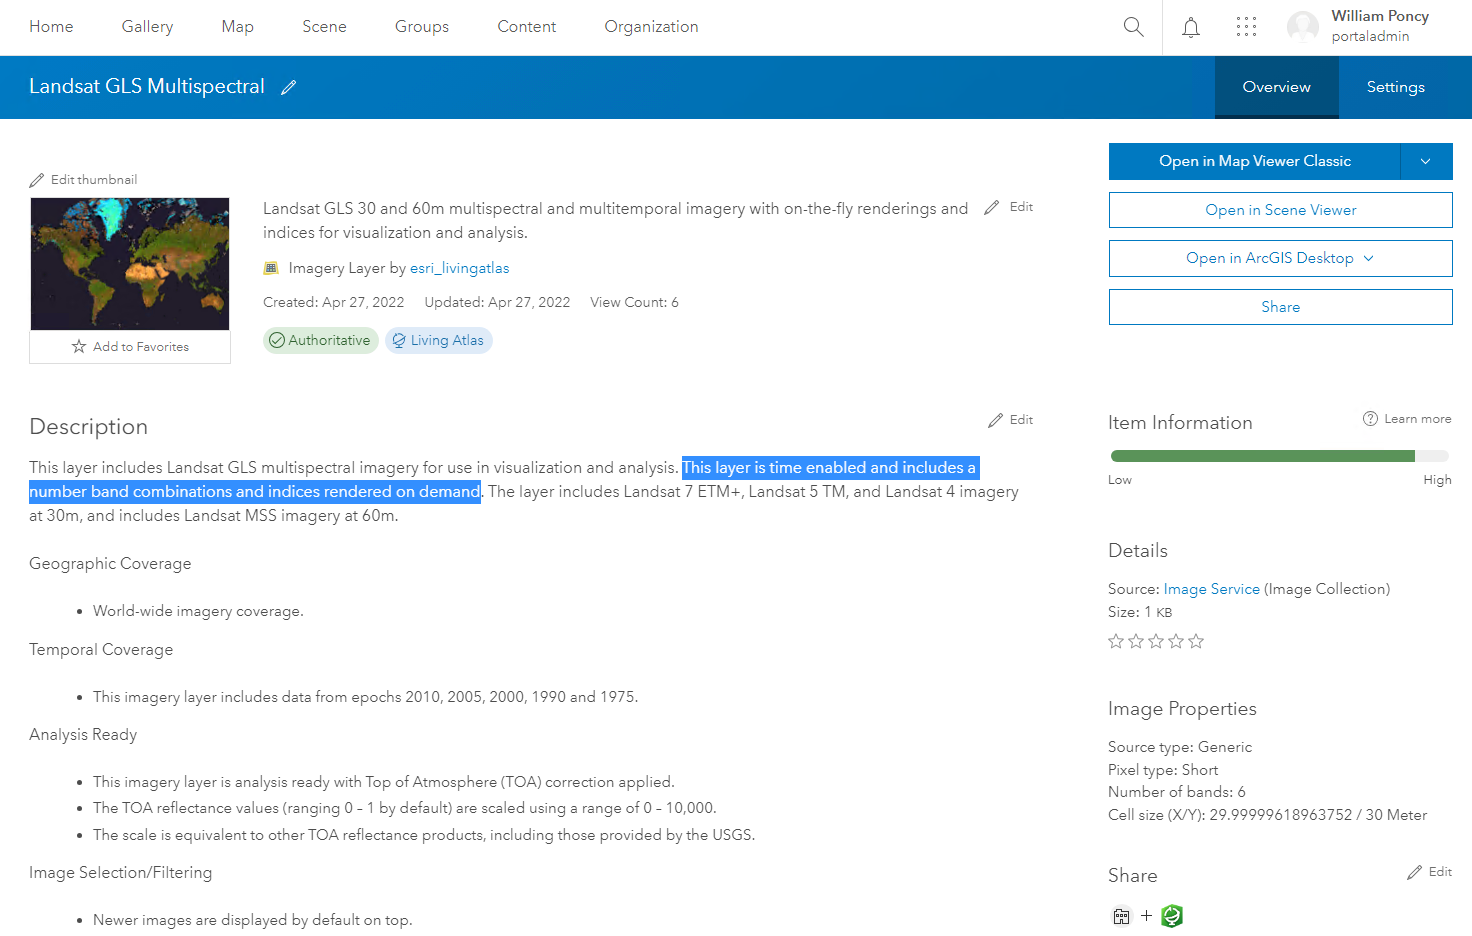 Home Gallery Map Scene Groups Content Organization
William Poncy
portaladmin
Landsat GLS Multispectral
Overview Settings
Edit thumbnail
Add to Favorites
Landsat GLS 30 and 60m multispectral and multitemporal imagery with on-the-fly renderings and
indices for visualization and analysis.
Edit
Imagery Layer by esri_livingatlas
Created: Apr 27, 2022 Updated: Apr 27, 2022 View Count: 6
Authoritative Living Atlas
Open in Map Viewer Classic
Open in Scene Viewer
Open in ArcGIS Desktop
Share
Description
Edit
This layer includes Landsat GLS multispectral imagery for use in visualization and analysis. This layer is time enabled and includes a
number band combinations and indices rendered on demand. The layer includes Landsat 7 ETM+, Landsat 5 TM, and Landsat 4 imagery
at 30m, and includes Landsat MSS imagery at 60m.
Geographic Coverage
• World-wide imagery coverage.
Temporal Coverage
• This imagery layer includes data from epochs 2010, 2005, 2000, 1990 and 1975.
Analysis Ready
• This imagery layer is analysis ready with Top of Atmosphere (TOA) correction applied.
• The TOA reflectance values (ranging 0 – 1 by default) are scaled using a range of 0 – 10,000.
• The scale is equivalent to other TOA reflectance products, including those provided by the USGS.
Image Selection/Filtering
• Newer images are displayed by default on top.
Item Information
Learn more
Low High
Details
Source: Image Service (Image Collection)
Size: 1 KB
Image Properties
Source type: Generic
Pixel type: Short
Number of bands: 6
Cell size (X/Y): 29.99999618963752 / 30 Meter
Share
Edit
+